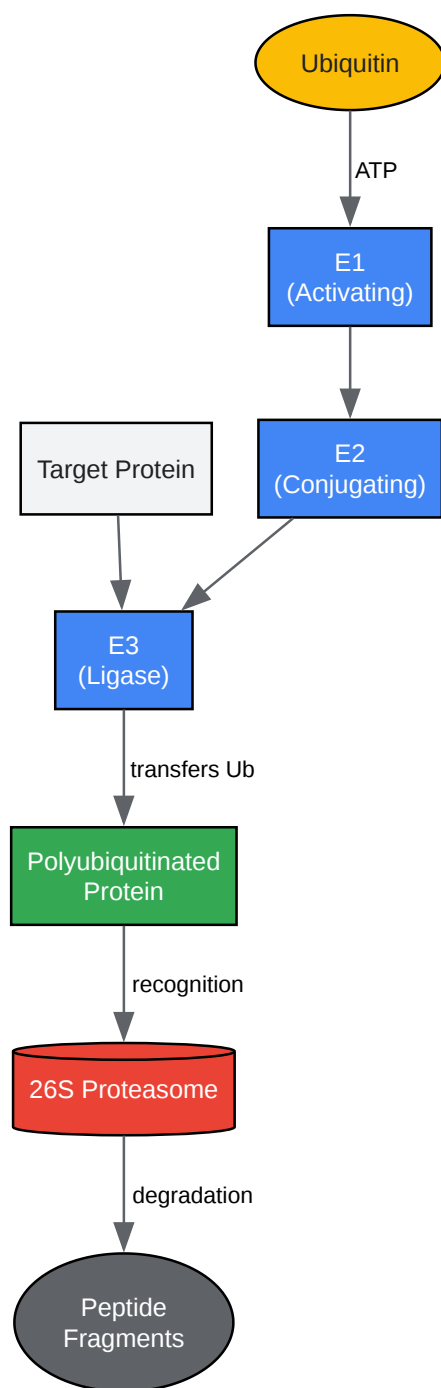 Ubiquitin
ATP
E1
(Activating)
E2
(Conjugating)
Target Protein
E3
(Ligase)
transfers Ub
Polyubiquitinated
Protein
recognition
26S Proteasome
degradation
Peptide
Fragments